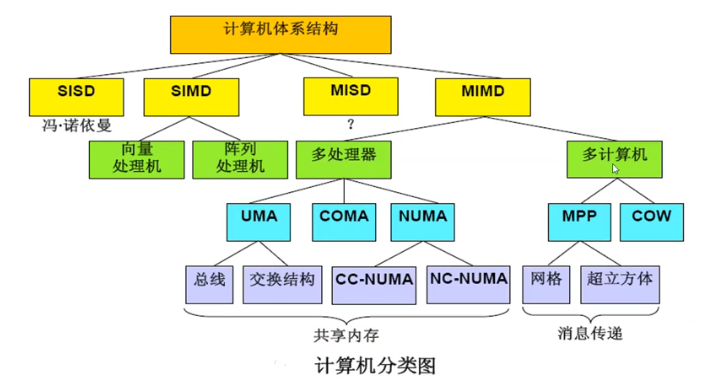 计算机体系结构
SISD
SIMD
MISD
MIMD
冯·诺依曼
?
向量
处理机
阵列
处理机
多处理器
多计算机
UMA
COMA
NUMA
MPP
COW
总线
交换结构
CC-NUMA
NC-NUMA
网格
超立方体
共享内存
消息传递
计算机分类图